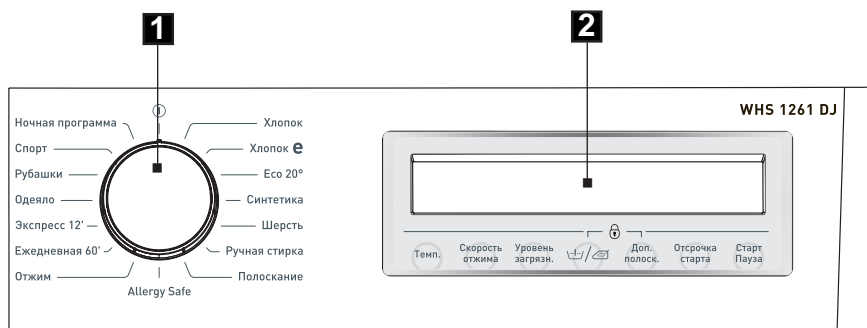 1
2
WHS 1261 DJ
Ночная программа
Хлопок
Спорт
Хлопок e
Рубашки
Eco 20°
Одеяло
Синтетика
Экспресс 12'
Шерсть
Ежедневная 60'
Ручная стирка
Отжим
Полоскание
Allergy Safe
Темп.
Скорость
отжима
Уровень
загрязн.
/
Доп.
полоск.
Отсрочка
старта
Старт
Пауза